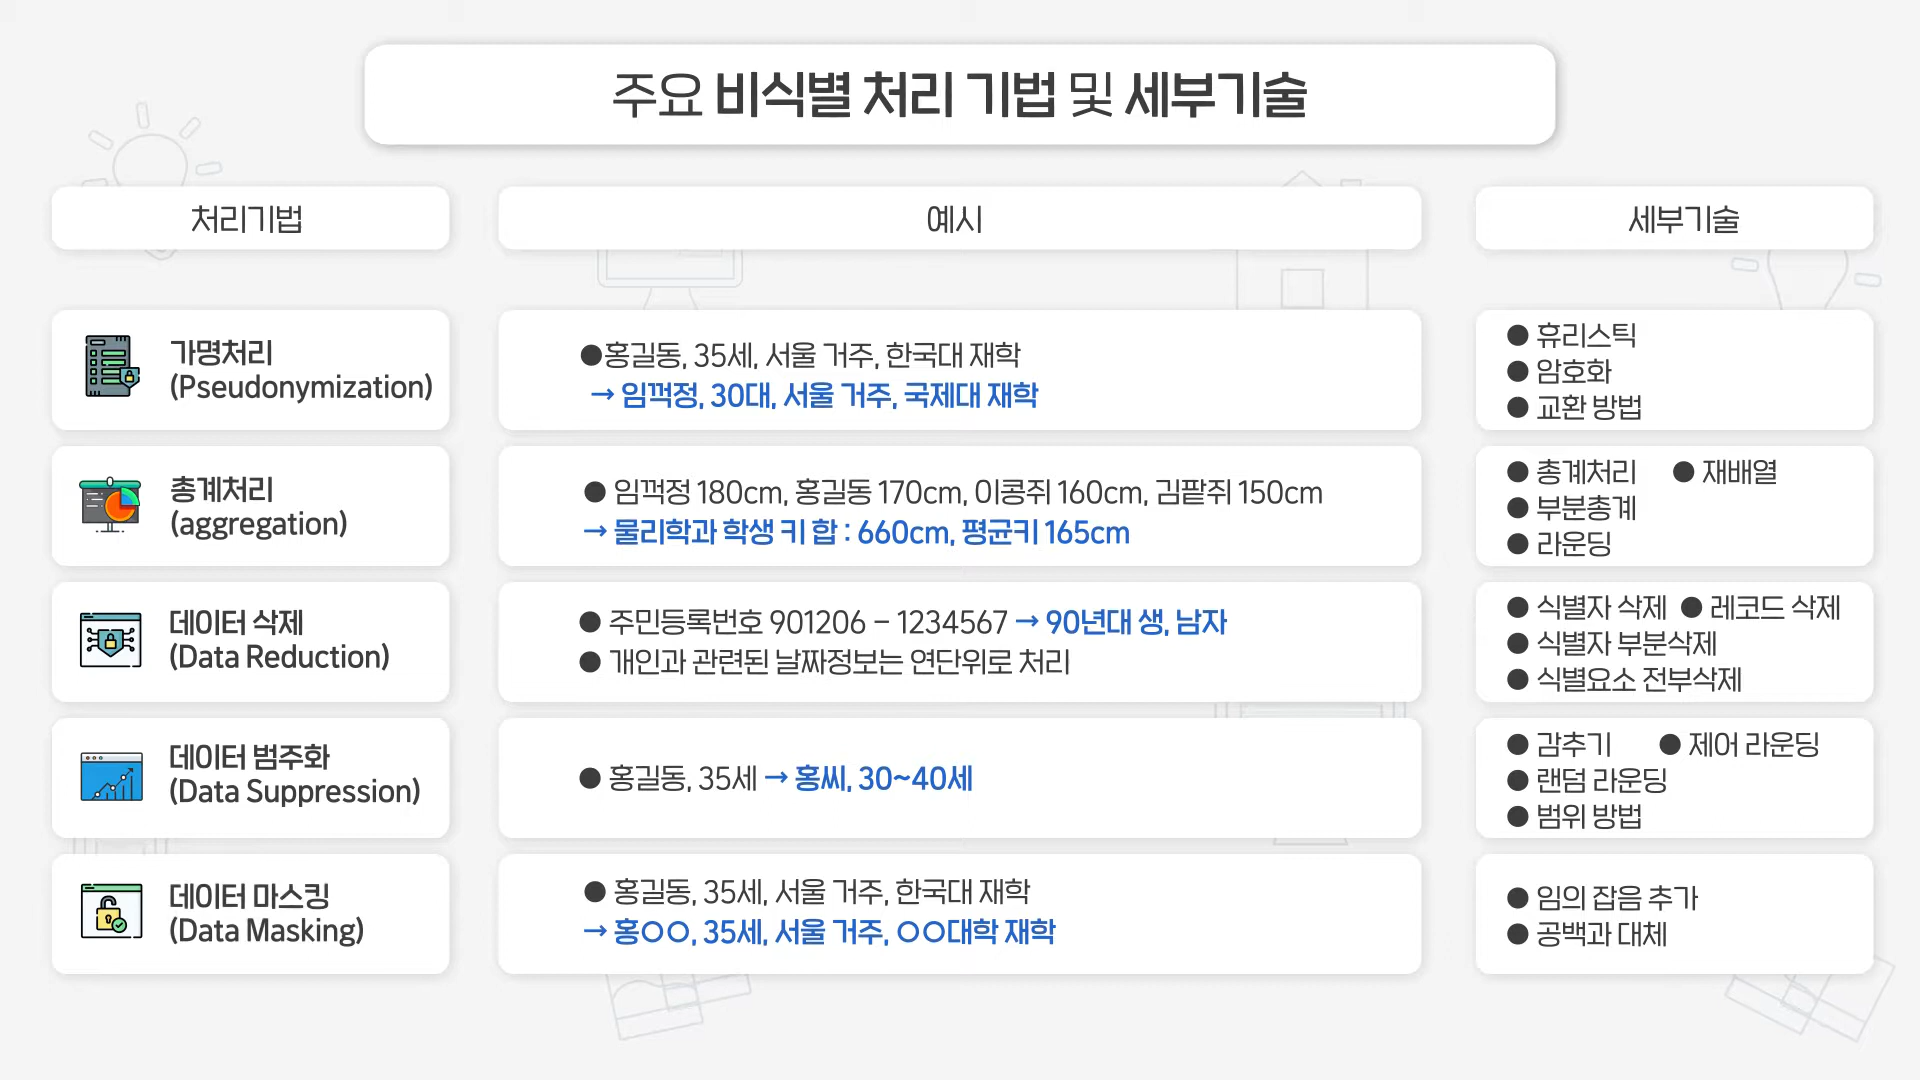 주요 비식별 처리 기법 및 세부기술
처리기법
예시
세부기술
가명처리
(Pseudonymization)
●홍길동, 35세, 서울 거주, 한국대 재학
→ 임꺽정, 30대, 서울 거주, 국제대 재학
● 휴리스틱
● 암호화
● 교환 방법
총계처리
(aggregation)
● 임꺽정 180cm, 홍길동 170cm, 이콩쥐 160cm, 김팥쥐 150cm
→ 물리학과 학생 키 합 : 660cm, 평균키 165cm
● 총계처리 ● 재배열
● 부분총계
● 라운딩
데이터 삭제
(Data Reduction)
● 주민등록번호 901206 – 1234567 → 90년대 생, 남자
● 개인과 관련된 날짜정보는 연단위로 처리
● 식별자 삭제 ● 레코드 삭제
● 식별자 부분삭제
● 식별요소 전부삭제
데이터 범주화
(Data Suppression)
● 홍길동, 35세 → 홍씨, 30~40세
● 감추기 ● 제어 라운딩
● 랜덤 라운딩
● 범위 방법
데이터 마스킹
(Data Masking)
● 홍길동, 35세, 서울 거주, 한국대 재학
→ 홍○○, 35세, 서울 거주, ○○대학 재학
● 임의 잡음 추가
● 공백과 대체